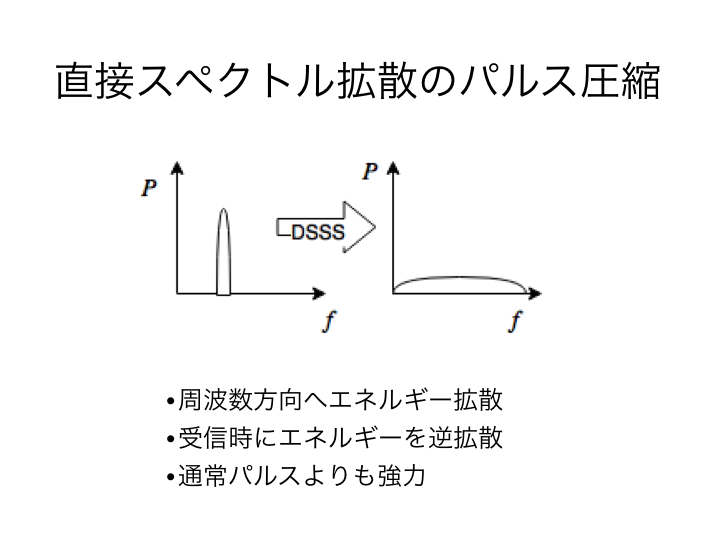 直接スペクトル拡散のパルス圧縮
P
DSSS
f
P
f
•周波数方向へエネルギー拡散
•受信時にエネルギーを逆拡散
•通常パルスよりも強力